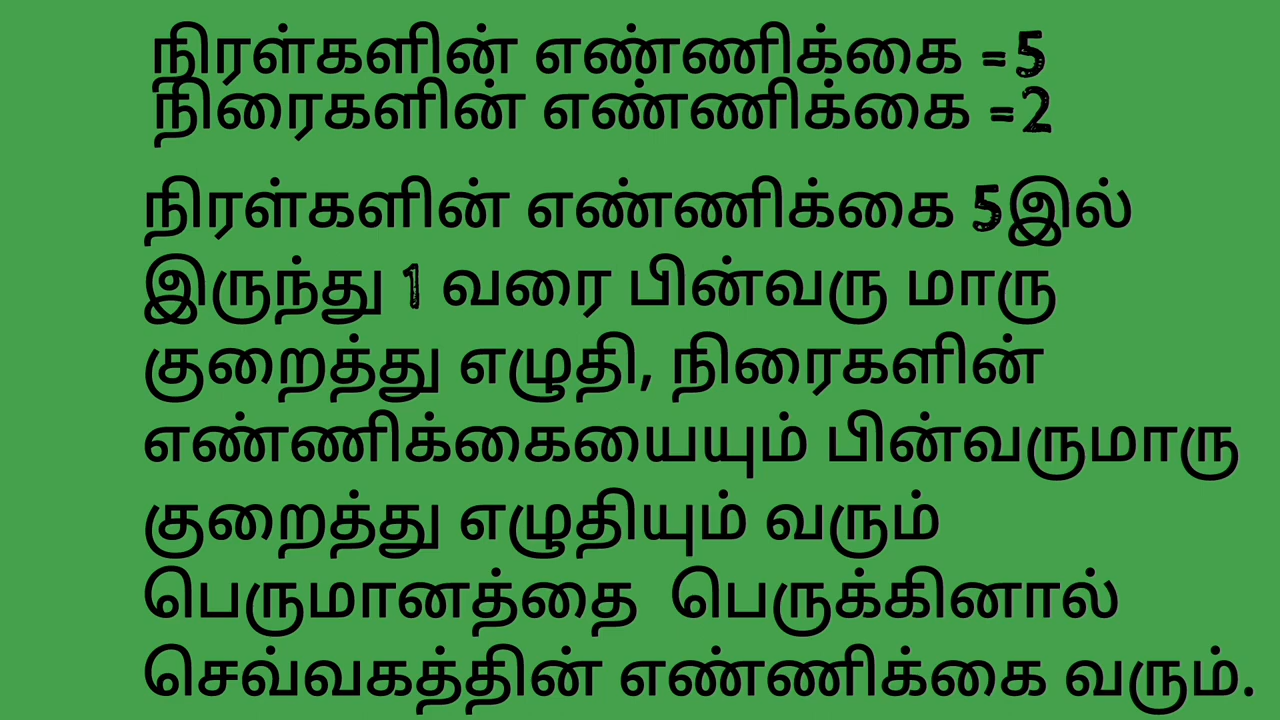 நிரள்களின் எண்ணிக்கை =5
நிரைகளின் எண்ணிக்கை =2
நிரள்களின் எண்ணிக்கை 5இல்
இருந்து 1 வரை பின்வரு மாரு
குறைத்து எழுதி, நிரைகளின்
எண்ணிக்கையையும் பின்வருமாரு
குறைத்து எழுதியும் வரும்
பெருமானத்தை பெருக்கினால்
செவ்வகத்தின் எண்ணிக்கை வரும்.